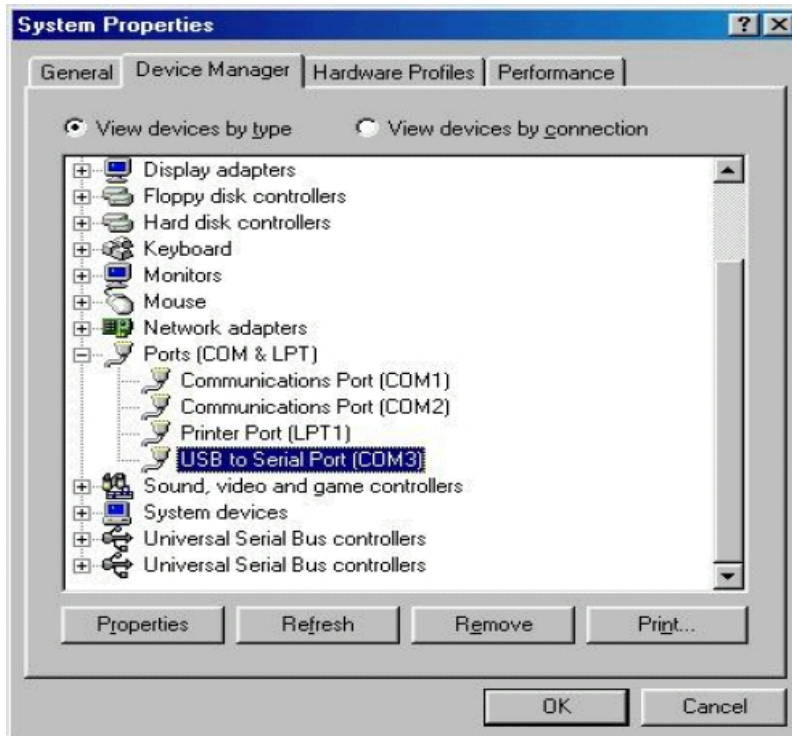 System Properties
General Device Manager Hardware Profiles Performance
View devices by type View devices by connection
Display adapters
Floppy disk controllers
Hard disk controllers
Keyboard
Monitors
Mouse
Network adapters
Ports (COM & LPT)
Communications Port (COM1)
Communications Port (COM2)
Printer Port (LPT1)
USB to Serial Port (COM3)
Sound, video and game controllers
System devices
Universal Serial Bus controllers
Universal Serial Bus controllers
Properties Refresh Remove Print...
OK Cancel